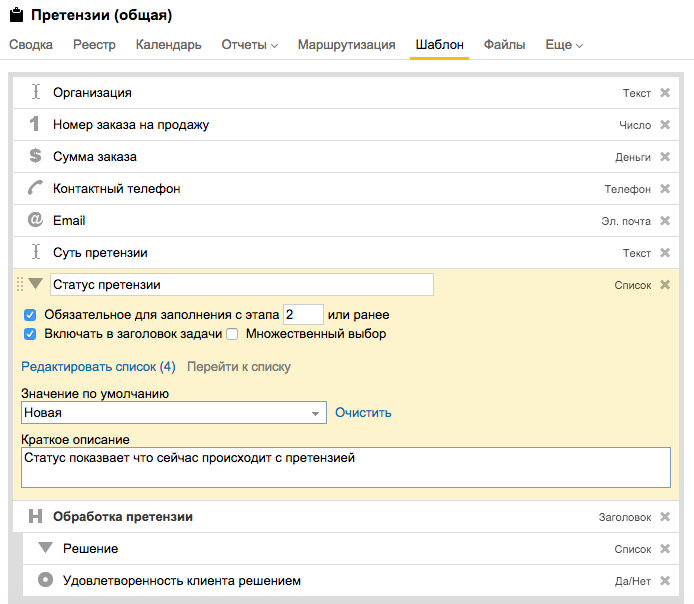 Претензии (общая)
Сводка Реестр Календарь Отчеты Маршрутизация Шаблон Файлы Еще
Организация Текст
1 Номер заказа на продажу Число
$ Сумма заказа Деньги
Контактный телефон Телефон
@ Email Эл. почта
Суть претензии Текст
Статус претензии Список
Обязательное для заполнения с этапа 2 или ранее
Включать в заголовок задачи Множественный выбор
Редактировать список (4) Перейти к списку
Значение по умолчанию
Новая Очистить
Краткое описание
Статус показвает что сейчас происходит с претензией
H Обработка претензии Заголовок
Решение Список
Удовлетворенность клиента решением Да/Нет